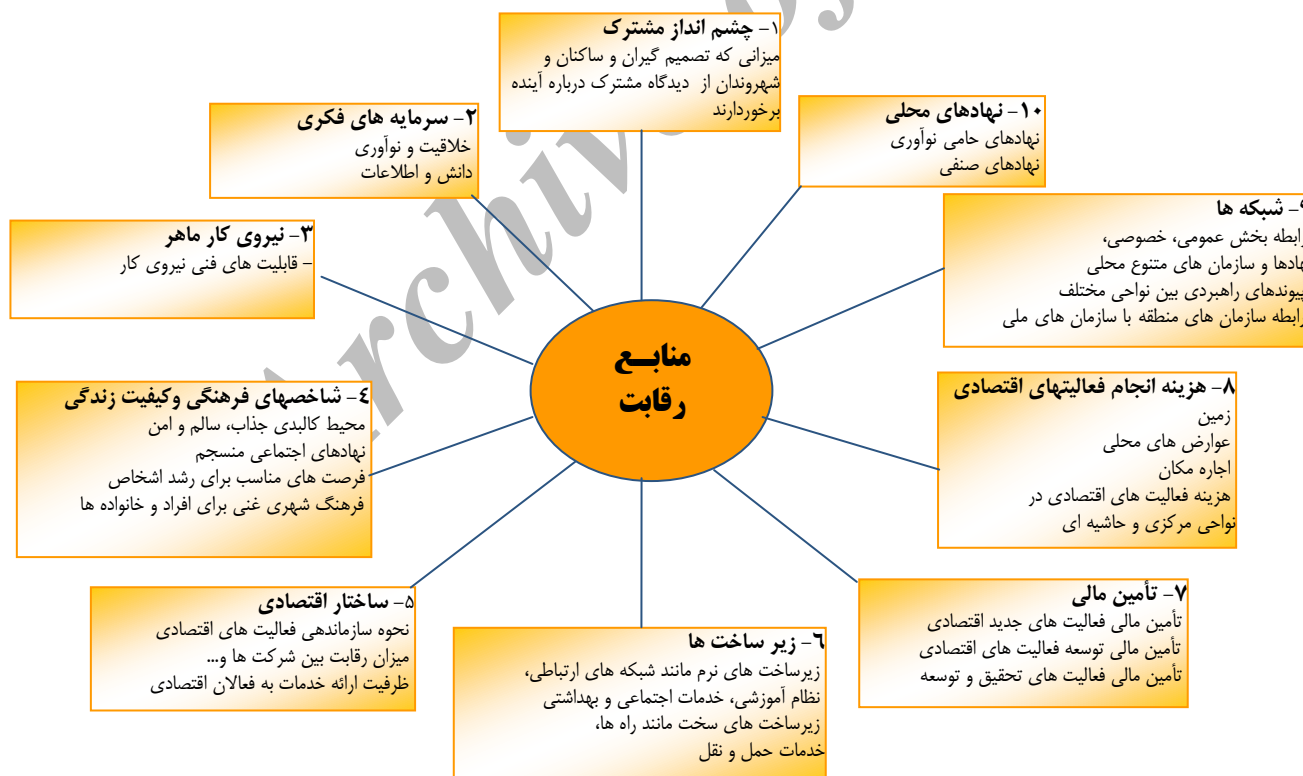 منابـــع
رقابت
۱- چشم انداز مشترک
میزانی که تصمیم گیران و ساکنان و
شهروندان از دیدگاه مشترک درباره آینده
برخوردارند
۲- سرمایه های فکری
خلاقیت و نوآوری
دانش و اطلاعات
۳- نیروی کار ماهر
- قابلیت های فنی نیروی کار
٤- شاخصهای فرهنگی وکیفیت زندگی
محیط کالبدی جذاب، سالم و امن
نهادهای اجتماعی منسجم
فرصت های مناسب برای رشد اشخاص
فرهنگ شهری غنی برای افراد و خانواده ها
۵- ساختار اقتصادی
نحوه سازماندهی فعالیت های اقتصادی
میزان رقابت بین شرکت ها و...
ظرفیت ارائه خدمات به فعالان اقتصادی
٦- زیر ساخت ها
زیرساخت های نرم مانند شبکه های ارتباطی،
نظام آموزشی، خدمات اجتماعی و بهداشتی
زیرساخت های سخت مانند راه ها،
خدمات حمل و نقل
۷- تأمین مالی
تأمین مالی فعالیت های جدید اقتصادی
تأمین مالی توسعه فعالیت های اقتصادی
تأمین مالی فعالیت های تحقیق و توسعه
۸- هزینه انجام فعالیتهای اقتصادی
زمین
عوارض های محلی
اجاره مکان
هزینه فعالیت های اقتصادی در
نواحی مرکزی و حاشیه ای
۹- شبکه ها
رابطه بخش عمومی، خصوصی،
نهادها و سازمان های متنوع محلی
پیوندهای راهبردی بین نواحی مختلف
رابطه سازمان های منطقه با سازمان های ملی
۱۰- نهادهای محلی
نهادهای حامی نوآوری
نهادهای صنفی
Archive